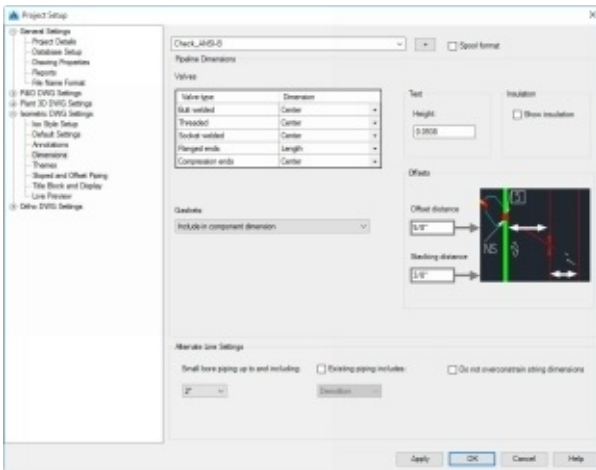 Project Setup
General Settings
Project Details
Database Setup
Drawing Properties
Reports
File Name Format
P&ID DWG Settings
Plant 3D DWG Settings
Isometric DWG Settings
Iso Style Setup
Default Settings
Annotations
Dimensions
Themes
Sloped and Offset Piping
Title Block and Display
Live Preview
Ortho DWG Settings
Check_ANSI-B
Spool format
Pipeline Dimensions
Valves
Valve type Dimension
Butt welded Center
Threaded Center
Socket welded Center
Flanged ends Length
Compression ends Center
Gaskets
Include in component dimension
Text
Height:
Insulation
Show insulation
Offsets
Offset distance
Stacking distance
3/8"
NS
Alternate Line Settings
Small bore piping up to and including:
2"
Existing piping includes:
Demolition
Do not overconstrain string dimensions
Apply OK Cancel Help